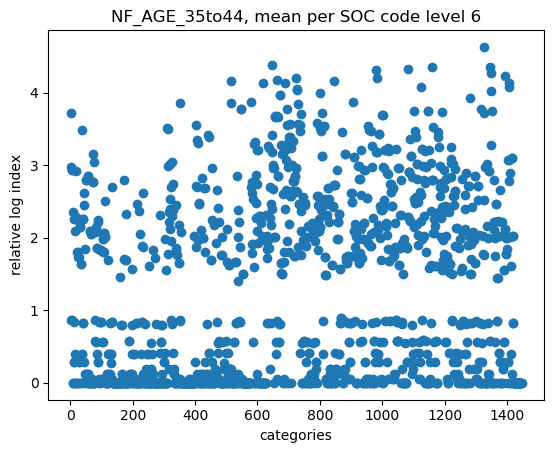 NF_AGE_35to44, mean per SOC code level 6
relative log index
4
3
2
1
0
0 200 400 600 800 1000 1200 1400
categories